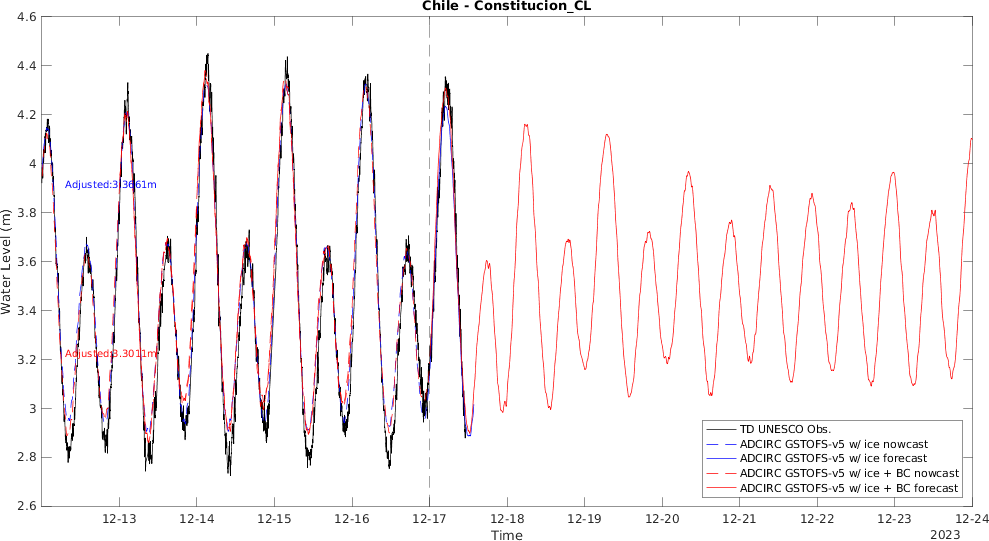 Chile - Constitucion_CL
4.6
4.4
4.2
4
3.8
3.6
3.4
3.2
3
2.8
2.6
Water Level (m)
Adjusted:3.3661m
Adjusted:3.3011m
TD UNESCO Obs.
ADCIRC GSTOFS-v5 w/ ice nowcast
ADCIRC GSTOFS-v5 w/ ice forecast
ADCIRC GSTOFS-v5 w/ ice + BC nowcast
ADCIRC GSTOFS-v5 w/ ice + BC forecast
12-13 12-14 12-15 12-16 12-17 12-18 12-19 12-20 12-21 12-22 12-23 12-24
Time
2023